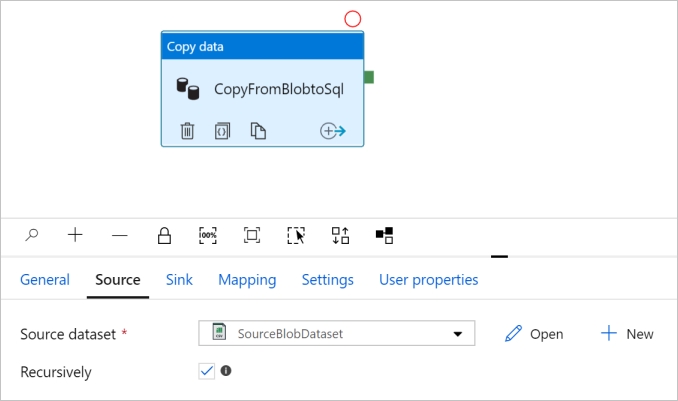 Copy data
CopyFromBlobtoSql
{}
100%
General Source Sink Mapping Settings User properties
Source dataset * SourceBlobDataset Open New
Recursively